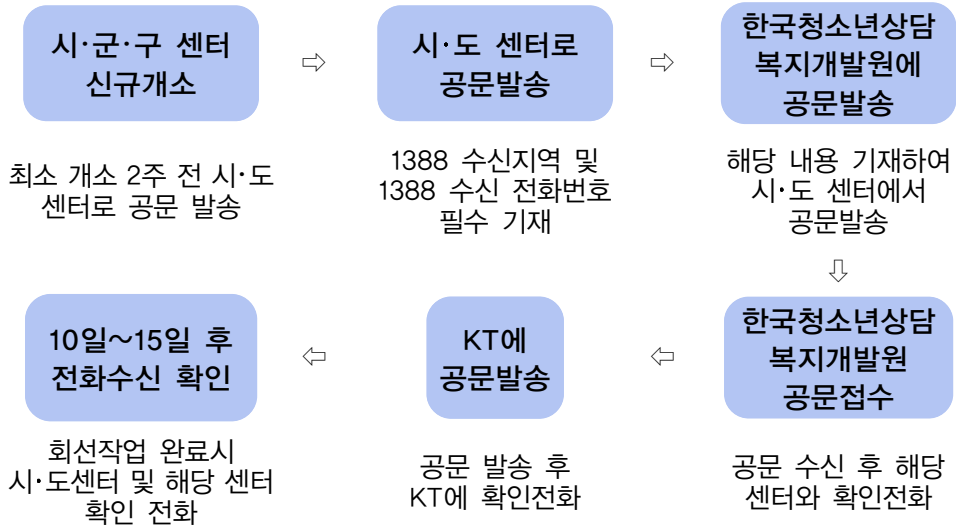 시·군·구 센터
신규개소
⇨
시·도 센터로
공문발송
⇨
한국청소년상담
복지개발원에
공문발송
최소 개소 2주 전 시·도
센터로 공문 발송
1388 수신지역 및
1388 수신 전화번호
필수 기재
해당 내용 기재하여
시·도 센터에서
공문발송
⇩
한국청소년상담
복지개발원
공문접수
⇦
KT에
공문발송
⇦
10일~15일 후
전화수신 확인
공문 수신 후 해당
센터와 확인전화
공문 발송 후
KT에 확인전화
회선작업 완료시
시·도센터 및 해당 센터
확인 전화